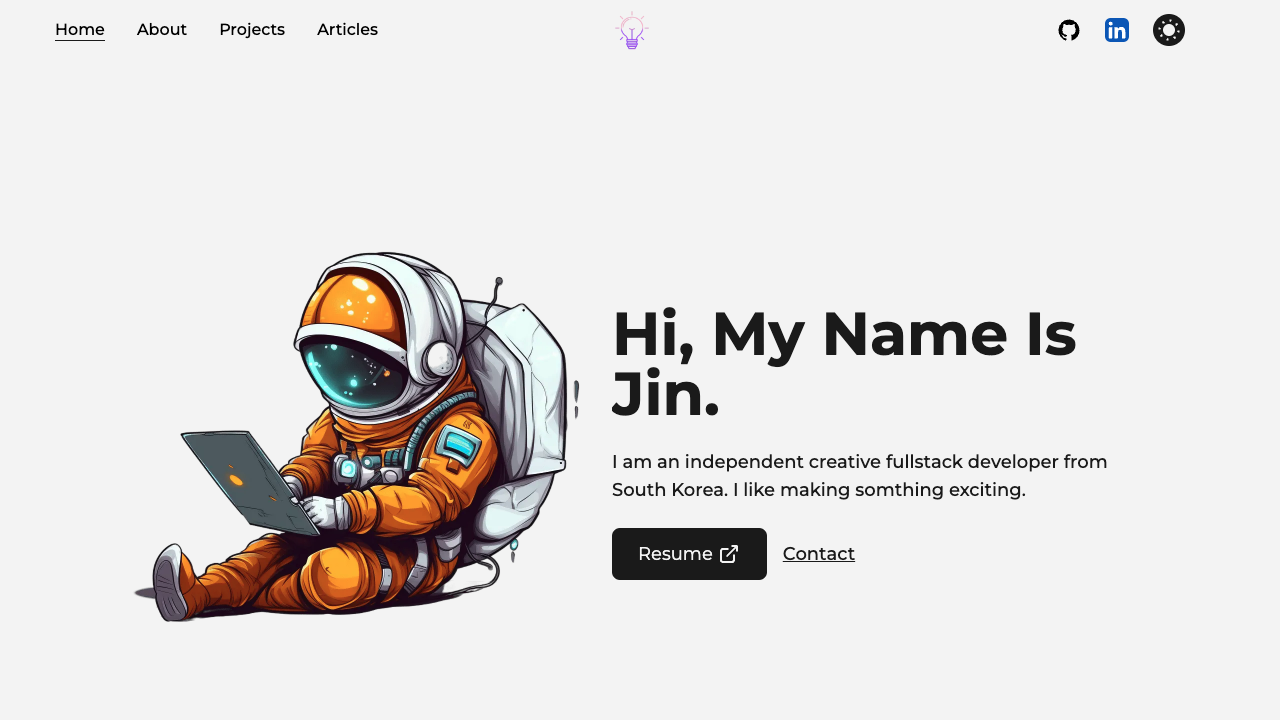 Home
About
Projects
Articles
in
Hi, My Name Is
Jin.
I am an independent creative fullstack developer from
South Korea. I like making somthing exciting.
Resume
Contact